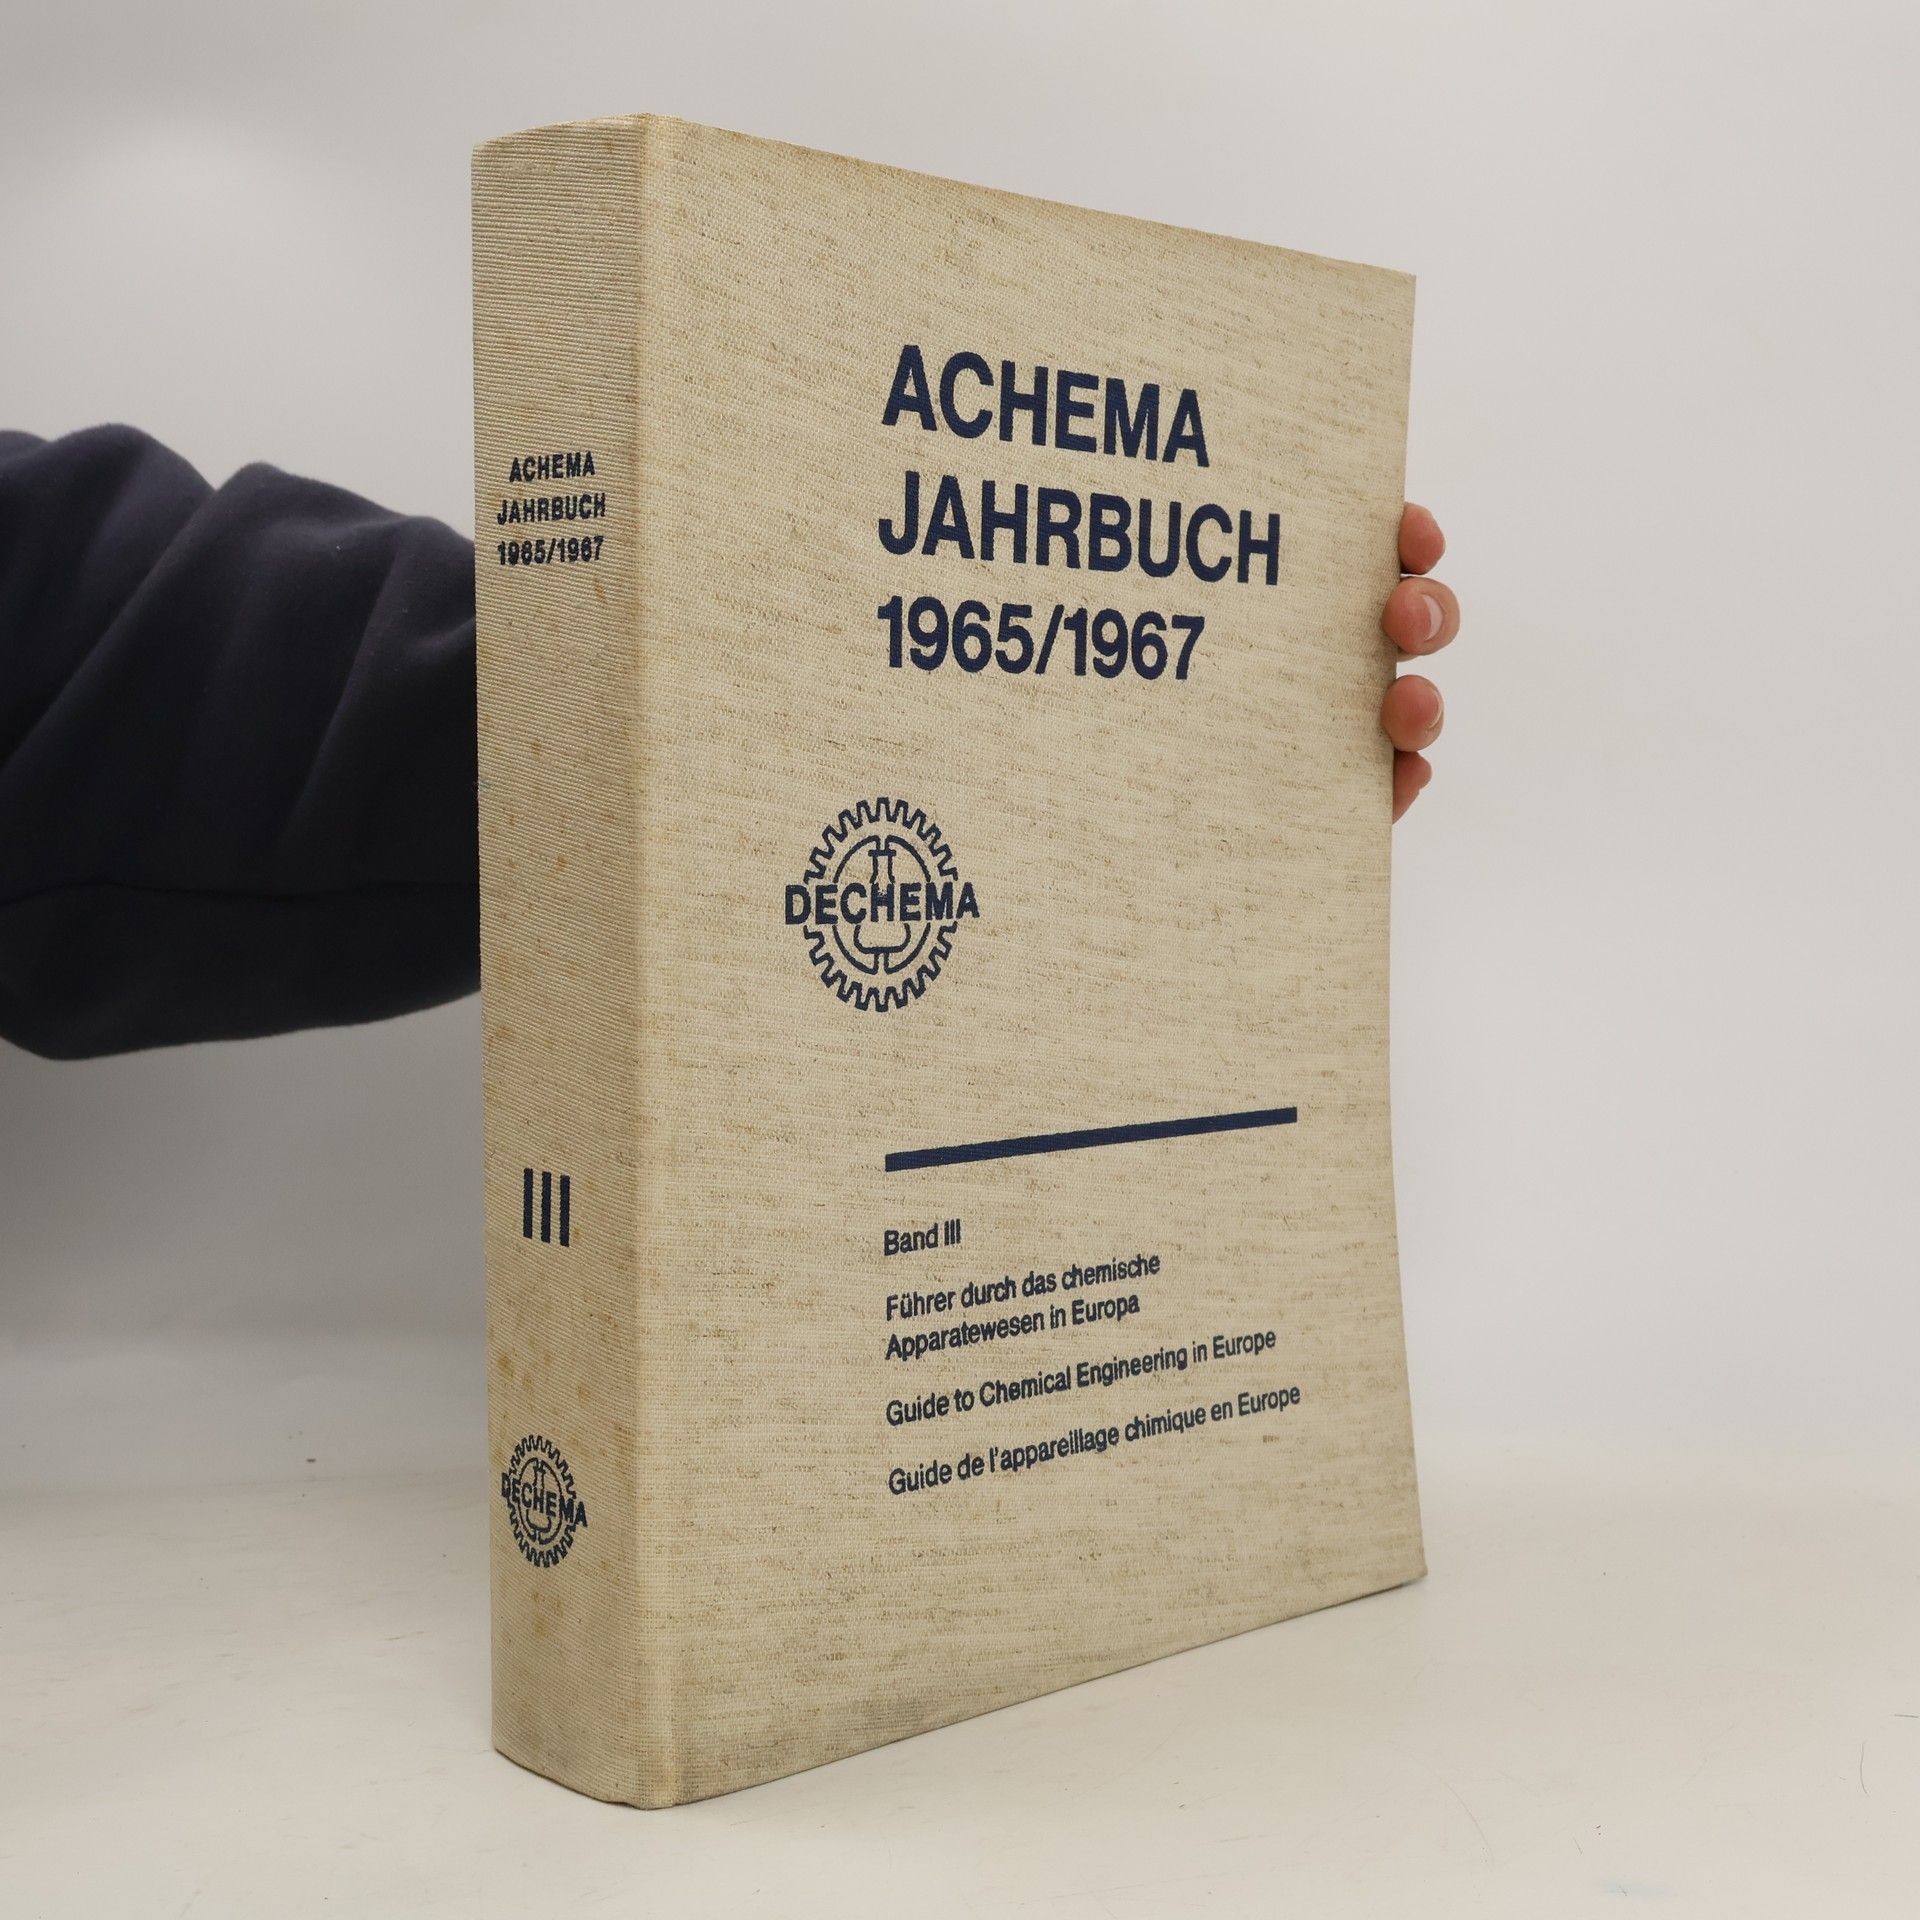 ACHEMA
JAHRBUCH
1965/1967
III
DECHEMA
ACHEMA
JAHRBUCH
1965/1967
DECHEMA
Band III
Führer durch das chemische
Apparatewesen in Europa
Guide to Chemical Engineering in Europe
Guide de l'appareillage chimique en Europe